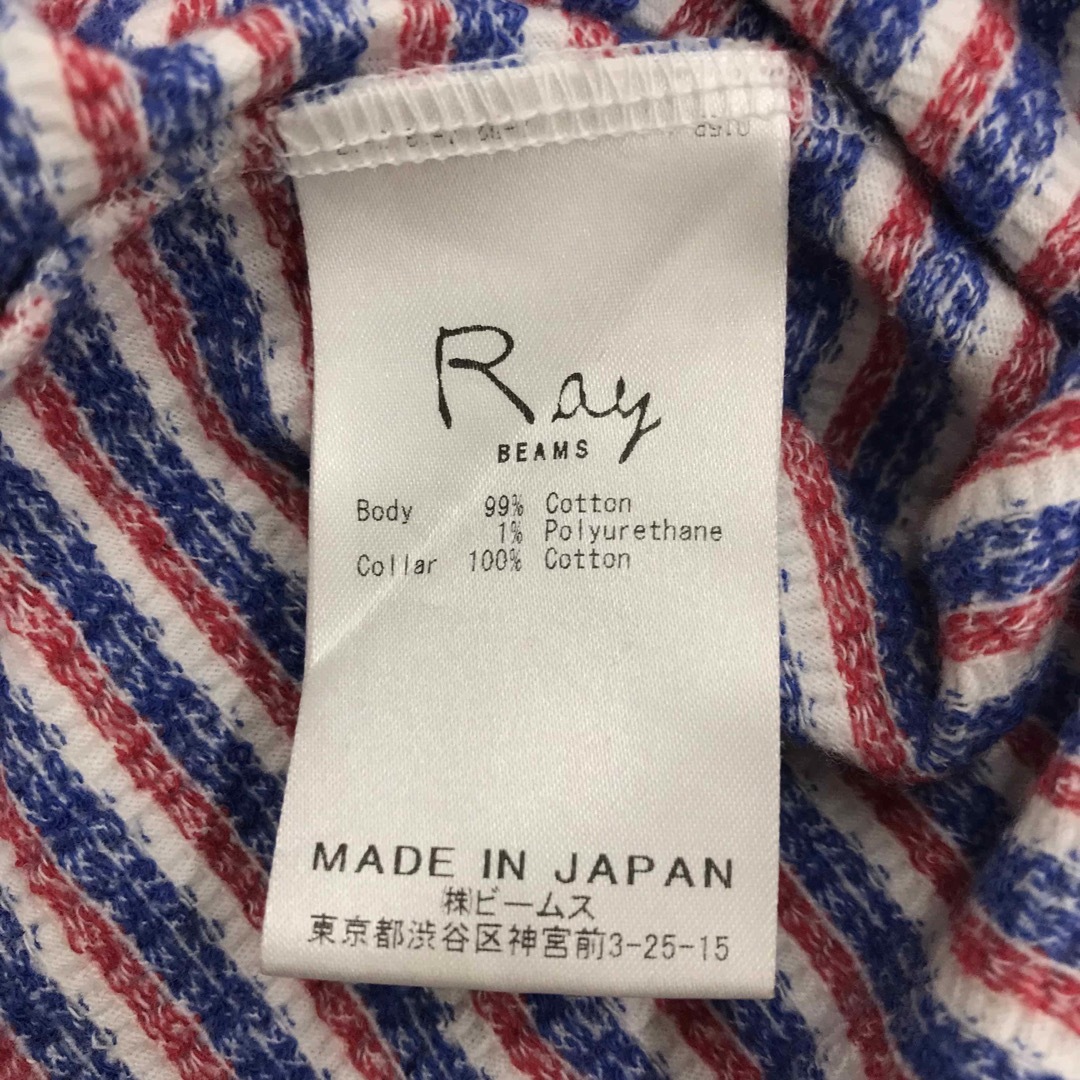 Ray
BEAMS
Body 99% Cotton
1% Polyurethane
Collar 100% Cotton
MADE IN JAPAN
㈱ビームス
東京都渋谷区神宮前3-25-15